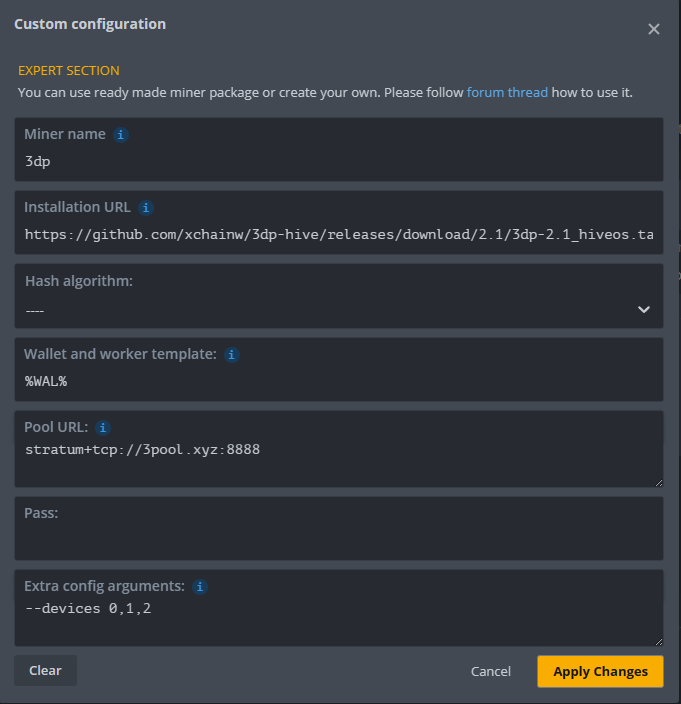 Custom configuration
EXPERT SECTION
You can use ready made miner package or create your own. Please follow forum thread how to use it.
Miner name
3dp
Installation URL
https://github.com/xchainw/3dp-hive/releases/download/2.1/3dp-2.1_hiveos.ta
Hash algorithm:
----
Wallet and worker template:
%WAL%
Pool URL:
stratum+tcp://3pool.xyz:8888
Pass:
Extra config arguments:
--devices 0,1,2
Clear
Cancel
Apply Changes